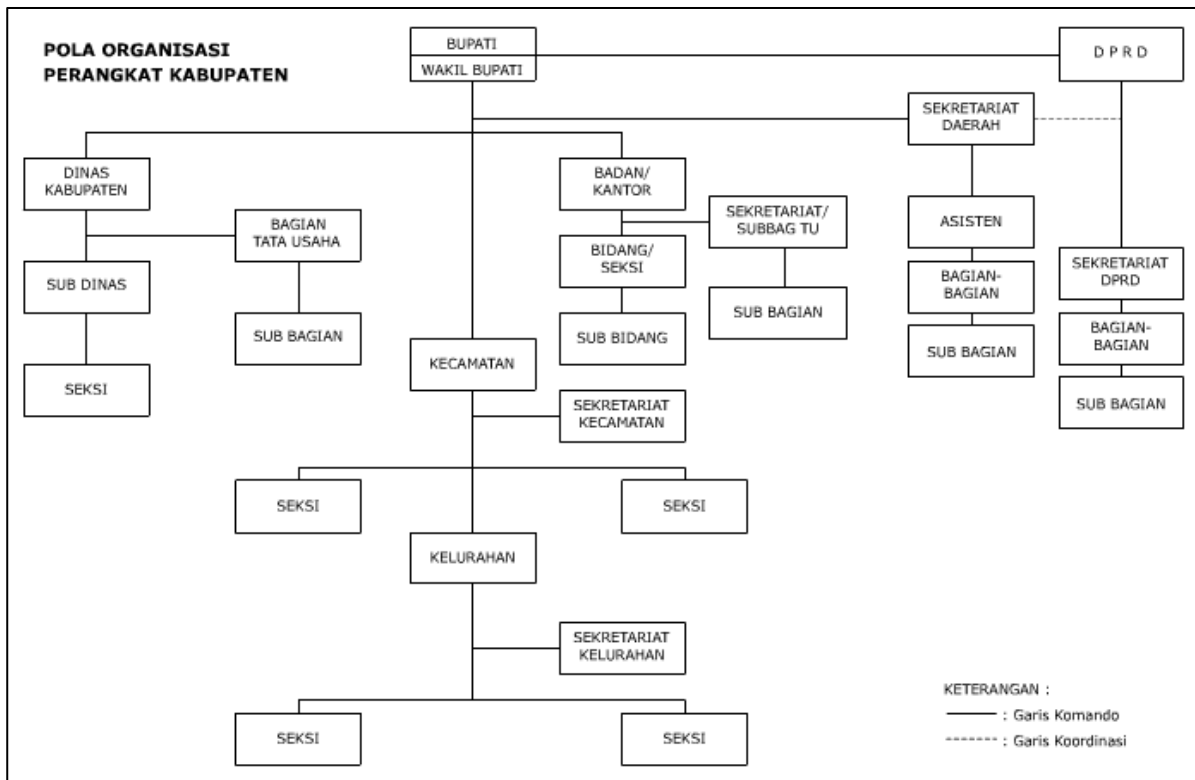 POLA ORGANISASI
PERANGKAT KABUPATEN
BUPATI
WAKIL BUPATI
D P R D
SEKRETARIAT
DAERAH
DINAS
KABUPATEN
BADAN/
KANTOR
BAGIAN
TATA USAHA
SEKRETARIAT/
SUBBAG TU
ASISTEN
SUB DINAS
BIDANG/
SEKSI
BAGIAN-
BAGIAN
SEKRETARIAT
DPRD
SUB BAGIAN
SUB BIDANG
SUB BAGIAN
SUB BAGIAN
BAGIAN-
BAGIAN
SEKSI
KECAMATAN
SUB BAGIAN
SEKRETARIAT
KECAMATAN
SEKSI
SEKSI
KELURAHAN
SEKRETARIAT
KELURAHAN
SEKSI
SEKSI
KETERANGAN :
: Garis Komando
: Garis Koordinasi